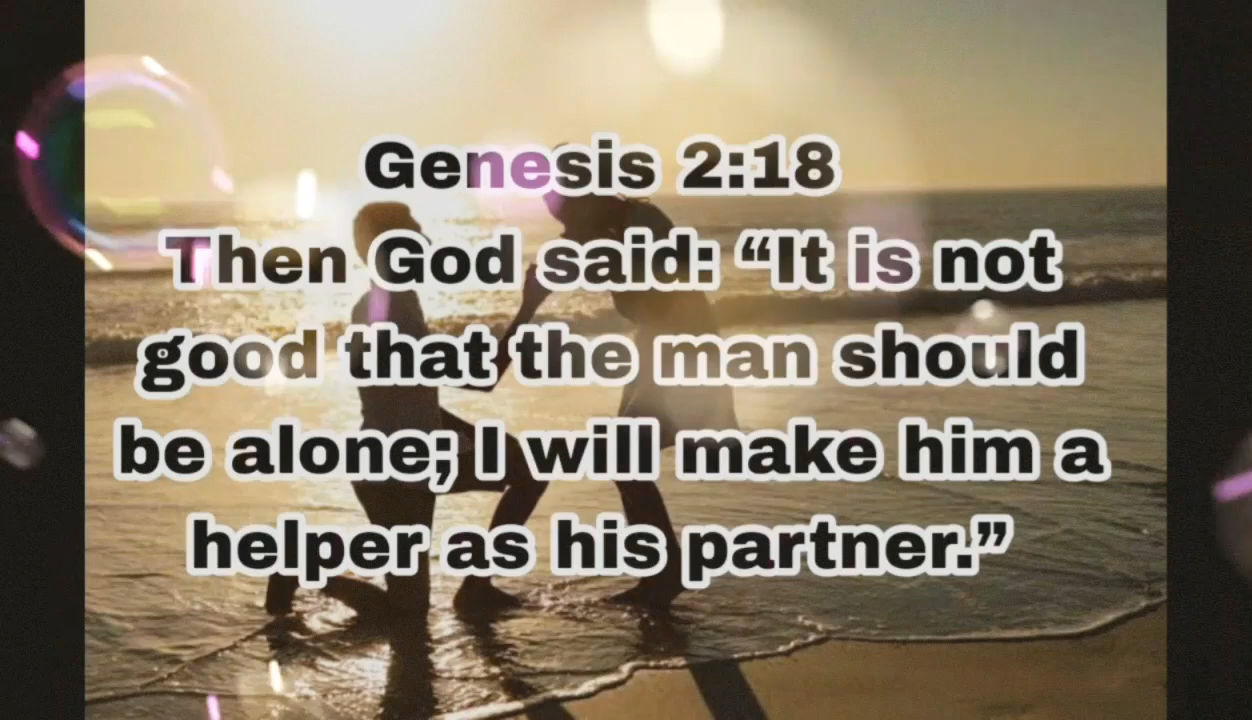 Genesis 2:18
Then God said: “It is not
good that the man should
be alone; I will make him a
helper as his partner.”